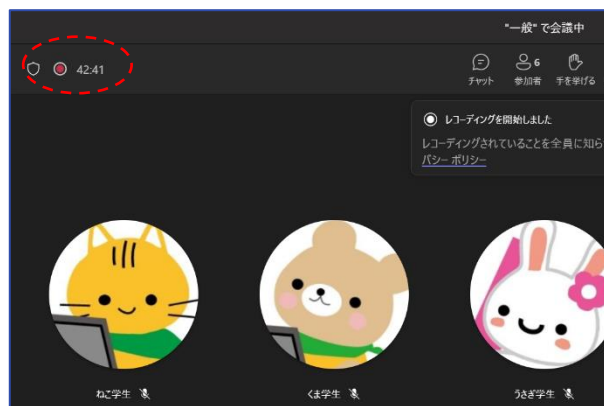 "一般" で会議中
42:41
6
チャット 参加者 手を挙げる
レコーディングを開始しました
レコーディングされていることを全員に知ら
バシー ポリシー
ねこ学生 くま学生 うさぎ学生